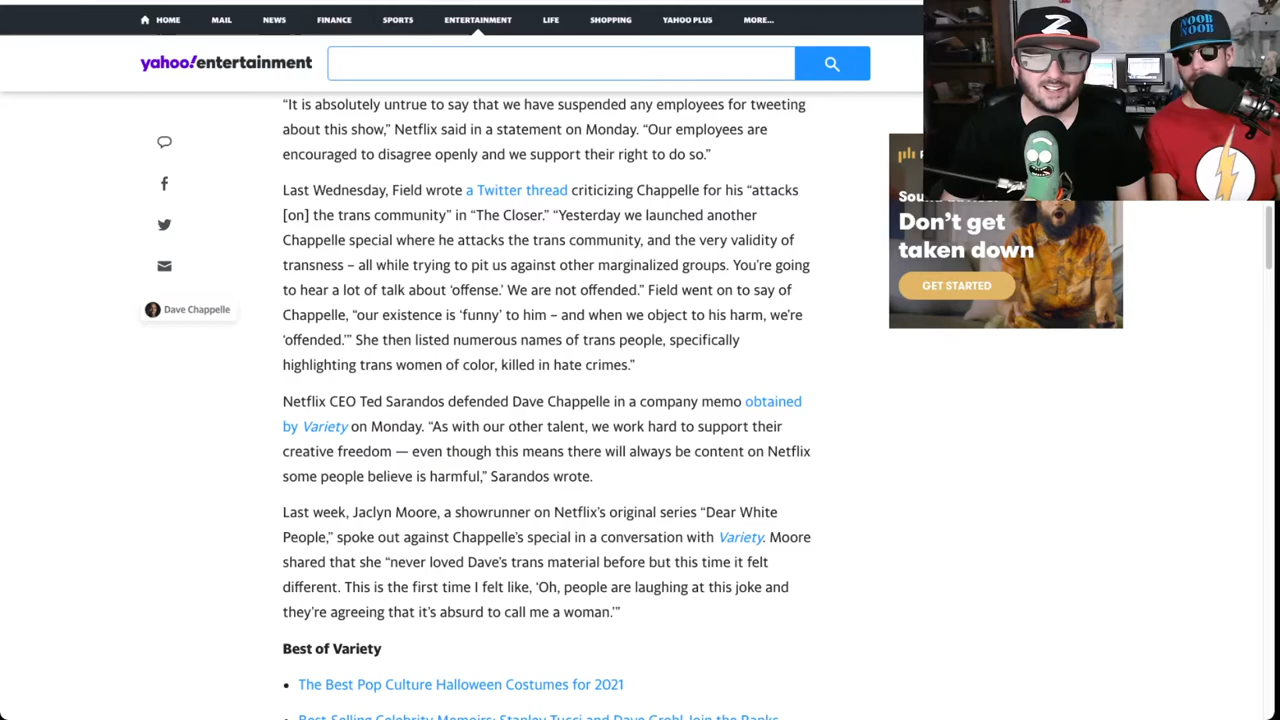 HOME MAIL NEWS FINANCE SPORTS ENTERTAINMENT LIFE SHOPPING YAHOO PLUS MORE...
yahoo!entertainment
“It is absolutely untrue to say that we have suspended any employees for tweeting
about this show,” Netflix said in a statement on Monday. “Our employees are
encouraged to disagree openly and we support their right to do so.”
Last Wednesday, Field wrote a Twitter thread criticizing Chappelle for his “attacks
[on] the trans community” in “The Closer.” “Yesterday we launched another
Chappelle special where he attacks the trans community, and the very validity of
transness – all while trying to pit us against other marginalized groups. You’re going
to hear a lot of talk about ‘offense.’ We are not offended.” Field went on to say of
Chappelle, “our existence is ‘funny’ to him – and when we object to his harm, we’re
‘offended.’” She then listed numerous names of trans people, specifically
highlighting trans women of color, killed in hate crimes.”
Netflix CEO Ted Sarandos defended Dave Chappelle in a company memo obtained
by Variety on Monday. “As with our other talent, we work hard to support their
creative freedom — even though this means there will always be content on Netflix
some people believe is harmful,” Sarandos wrote.
Last week, Jaclyn Moore, a showrunner on Netflix’s original series “Dear White
People,” spoke out against Chappelle’s special in a conversation with Variety. Moore
shared that she “never loved Dave’s trans material before but this time it felt
different. This is the first time I felt like, ‘Oh, people are laughing at this joke and
they’re agreeing that it’s absurd to call me a woman.’”
Best of Variety
• The Best Pop Culture Halloween Costumes for 2021
Best-Selling Celebrity Memoirs: Stanley Tucci and Dave Grohl Join the Ranks
Dave Chappelle
Don’t get
taken down
GET STARTED
Z
NOOB
NOOB